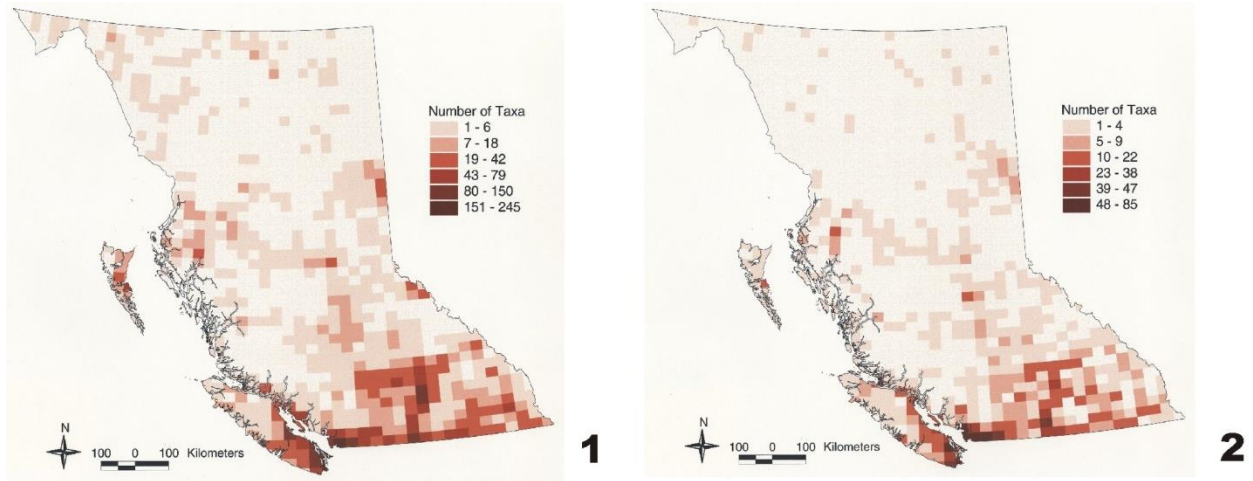 Number of Taxa
1 - 6
7 - 18
19 - 42
43 - 79
80 - 150
151 - 245
N
100 0 100 Kilometers
1
Number of Taxa
1 - 4
5 - 9
10 - 22
23 - 38
39 - 47
48 - 85
N
100 0 100 Kilometers
2